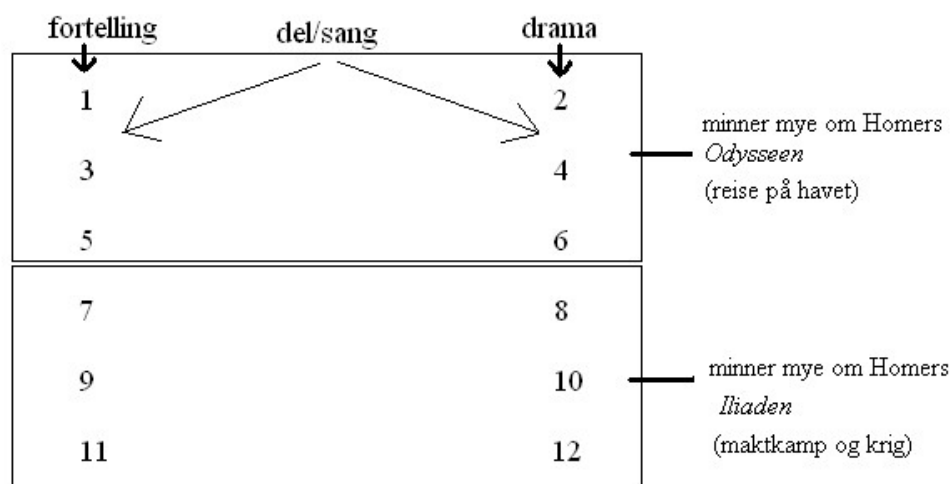 fortelling del/sang drama
1 2
3 4
5 6
minner mye om Homers
Odysseen
(reise på havet)
7 8
9 10
11 12
minner mye om Homers
Iliaden
(maktkamp og krig)